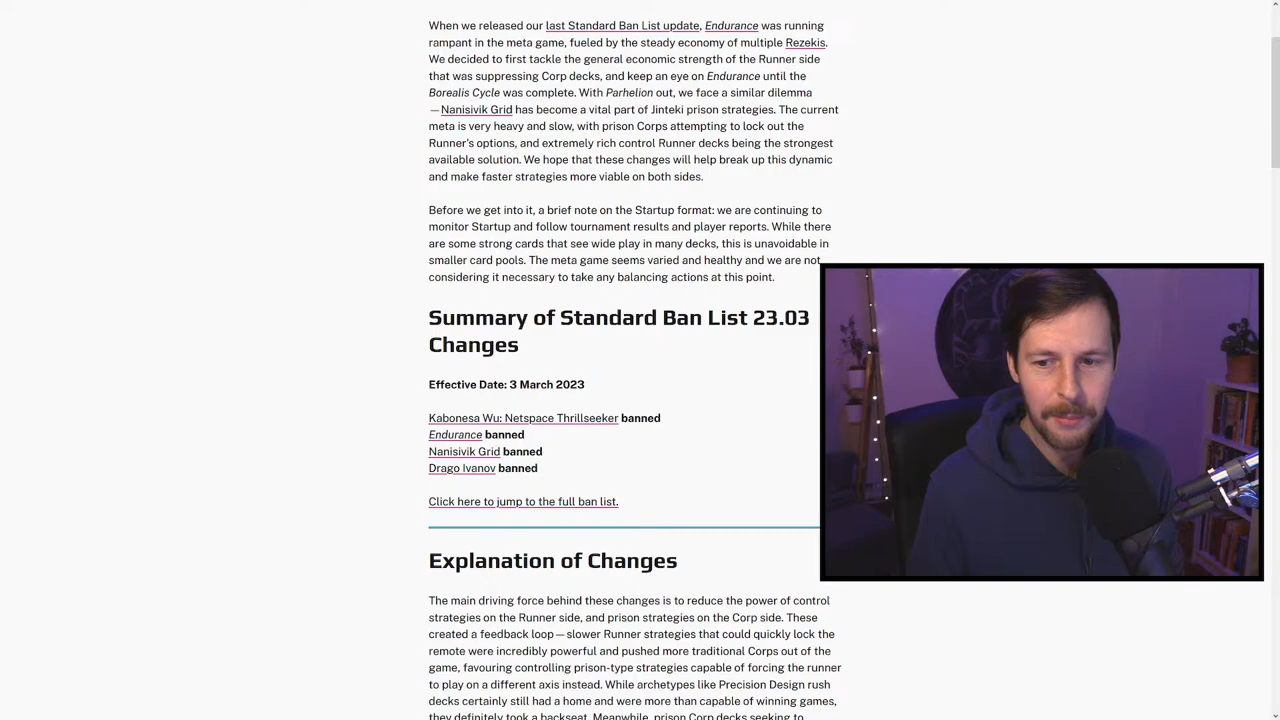 When we released our last Standard Ban List update, Endurance was running
rampant in the meta game, fueled by the steady economy of multiple Rezekis.
We decided to first tackle the general economic strength of the Runner side
that was suppressing Corp decks, and keep an eye on Endurance until the
Borealis Cycle was complete. With Parhelion out, we face a similar dilemma
—Nanisivik Grid has become a vital part of Jinteki prison strategies. The current
meta is very heavy and slow, with prison Corps attempting to lock out the
Runner's options, and extremely rich control Runner decks being the strongest
available solution. We hope that these changes will help break up this dynamic
and make faster strategies more viable on both sides.
Before we get into it, a brief note on the Startup format: we are continuing to
monitor Startup and follow tournament results and player reports. While there
are some strong cards that see wide play in many decks, this is unavoidable in
smaller card pools. The meta game seems varied and healthy and we are not
considering it necessary to take any balancing actions at this point.
Summary of Standard Ban List 23.03
Changes
Effective Date: 3 March 2023
Kabonesa Wu: Netspace Thrillseeker banned
Endurance banned
Nanisivik Grid banned
Drago Ivanov banned
Click here to jump to the full ban list.
Explanation of Changes
The main driving force behind these changes is to reduce the power of control
strategies on the Runner side, and prison strategies on the Corp side. These
created a feedback loop—slower Runner strategies that could quickly lock the
remote were incredibly powerful and pushed more traditional Corps out of the
game, favouring controlling prison-type strategies capable of forcing the runner
to play on a different axis instead. While archetypes like Precision Design rush
decks certainly still had a home and were more than capable of winning games,
they definitely took a backseat. Meanwhile, prison Corp decks seeking to